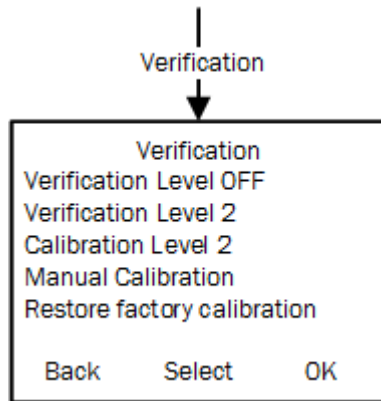 Verification
Verification
Verification Level OFF
Verification Level 2
Calibration Level 2
Manual Calibration
Restore factory calibration
Back Select OK